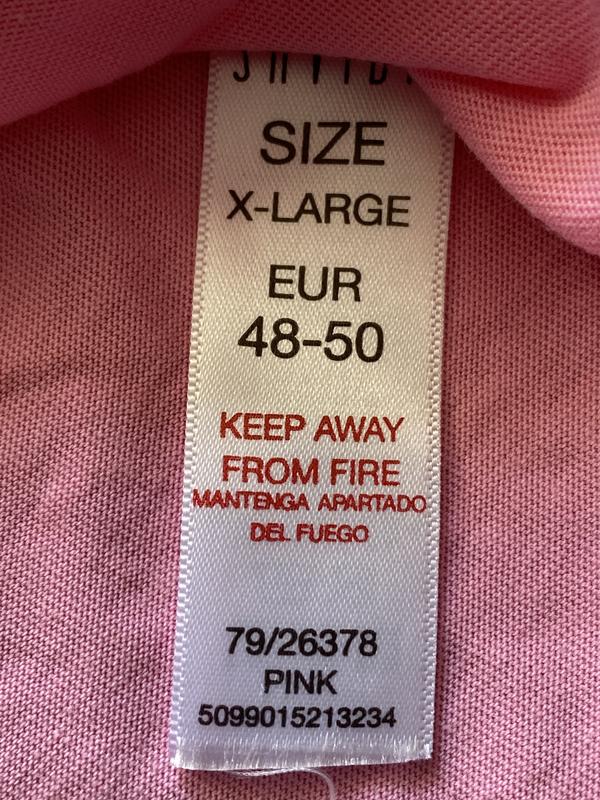 SIZE
X-LARGE
EUR
48-50
KEEP AWAY
FROM FIRE
MANTENGA APARTADO
DEL FUEGO
79/26378
PINK
5099015213234